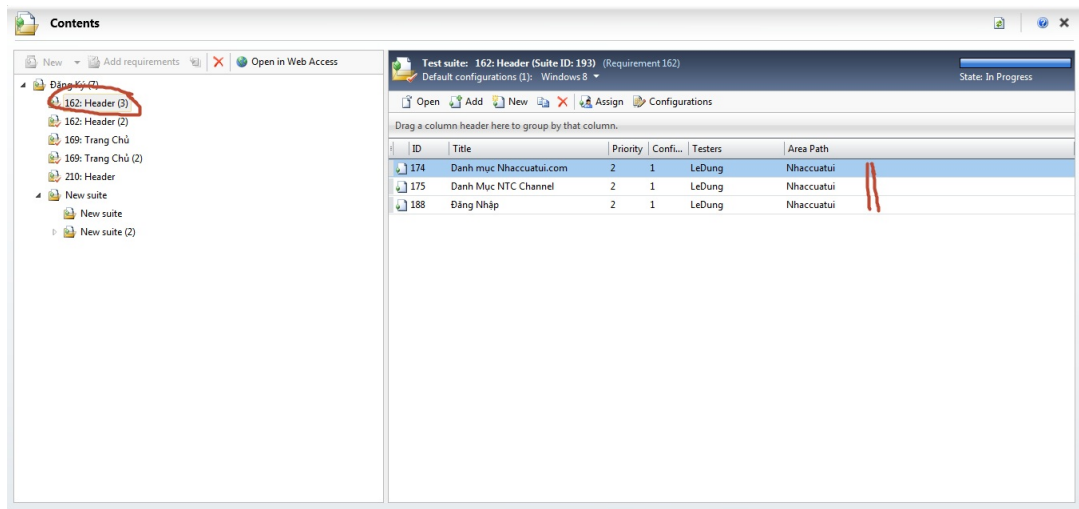 Contents
New Add requirements Open in Web Access
Đăng Ký (7)
162: Header (3)
162: Header (2)
169: Trang Chủ
169: Trang Chủ (2)
210: Header
New suite
New suite
New suite (2)
Test suite: 162: Header (Suite ID: 193) (Requirement 162)
Default configurations (1): Windows 8
State: In Progress
Open Add New Assign Configurations
Drag a column header here to group by that column.
ID Title Priority Confi... Testers Area Path
174 Danh mục Nhaccuatui.com 2 1 LeDung Nhaccuatui
175 Danh Mục NTC Channel 2 1 LeDung Nhaccuatui
188 Đăng Nhập 2 1 LeDung Nhaccuatui